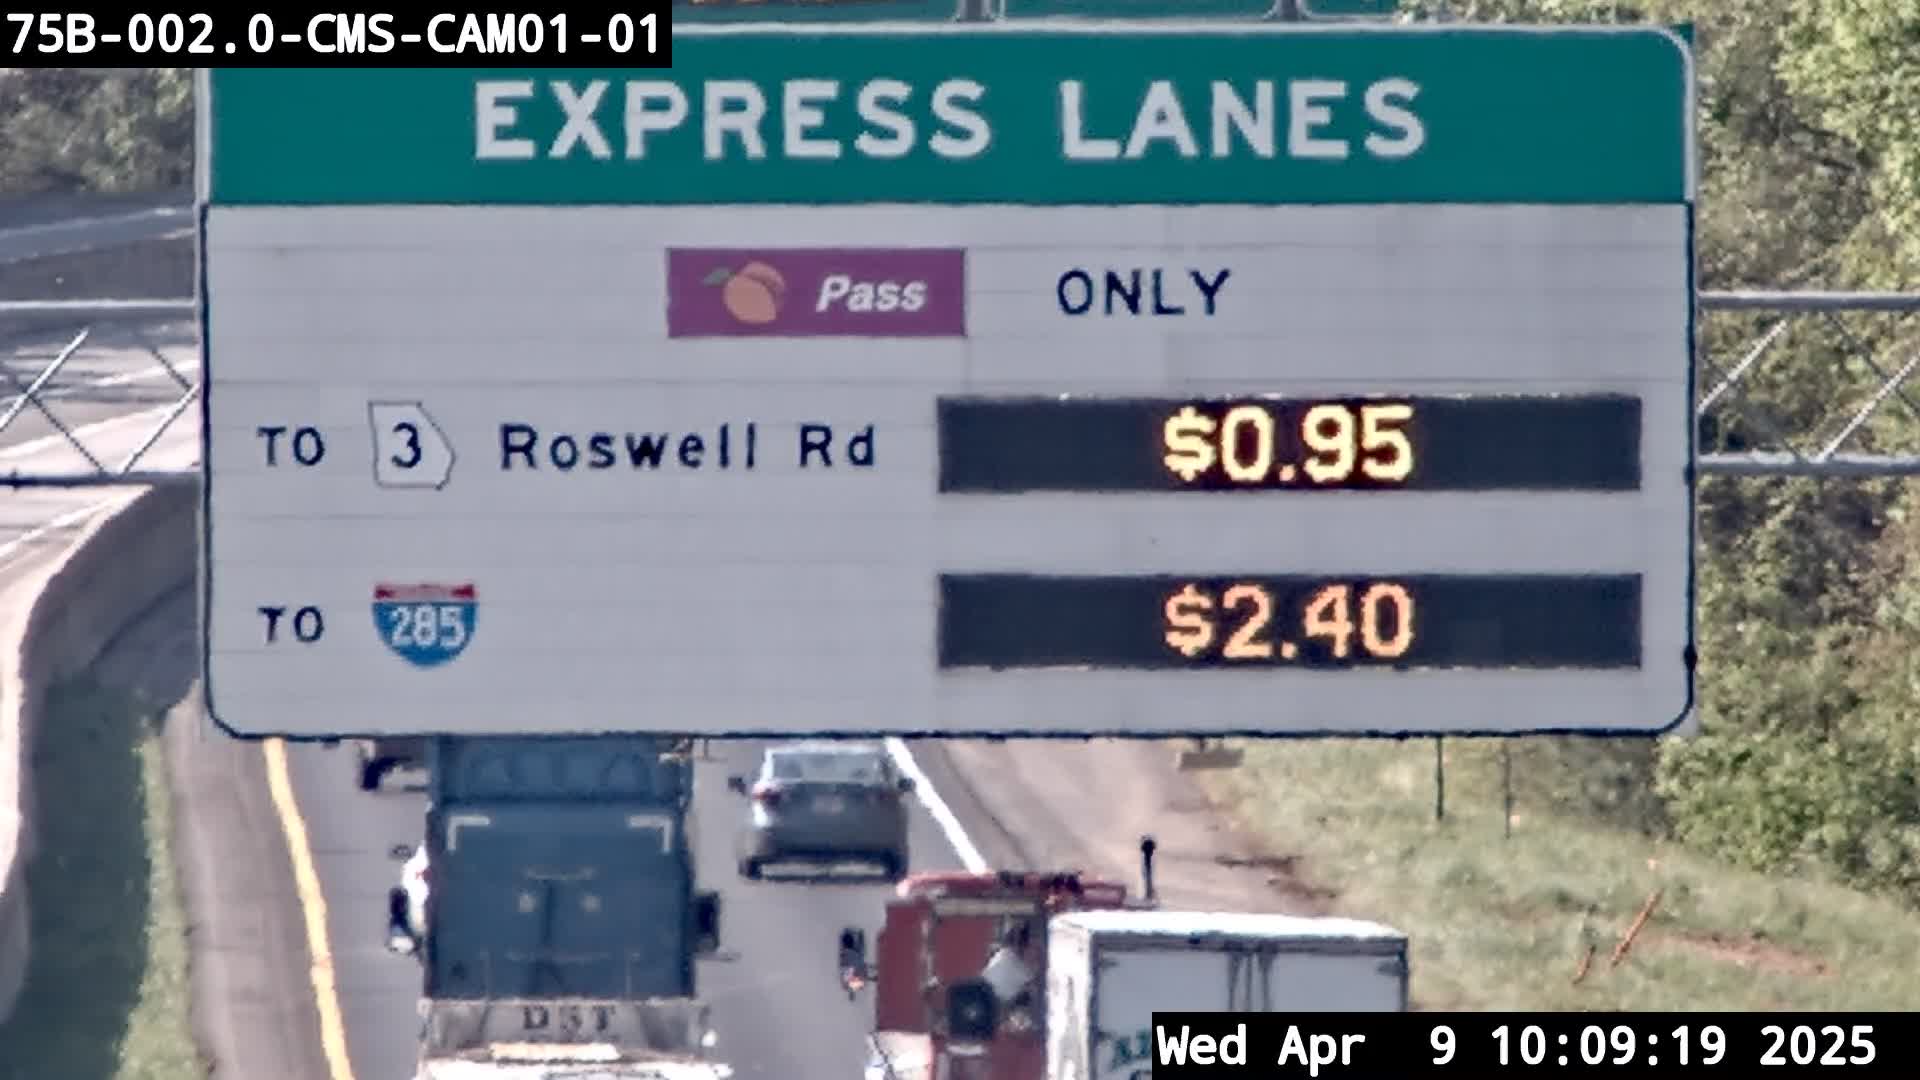 75B-002.0-CMS-CAM01-01
EXPRESS LANES
Pass ONLY
TO 3 Roswell Rd $0.95
TO 285 $2.40
Wed Apr 9 10:09:19 2025